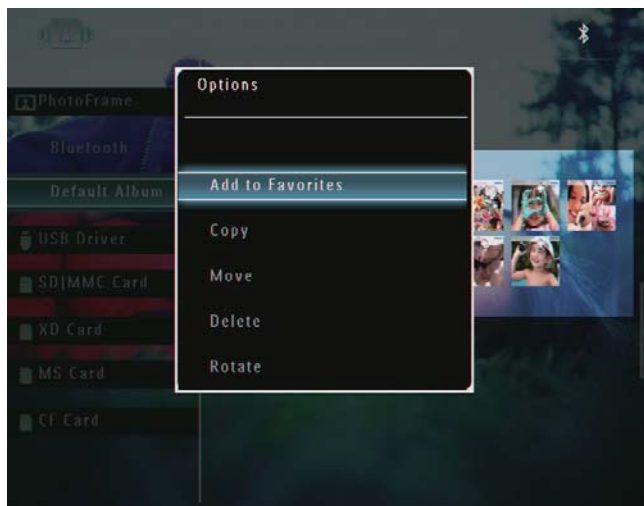 Options
PhotoFrame
Bluetooth
Default Album
USB Driver
SD|MMC Card
XD Card
MS Card
CF Card
Add to Favorites
Copy
Move
Delete
Rotate